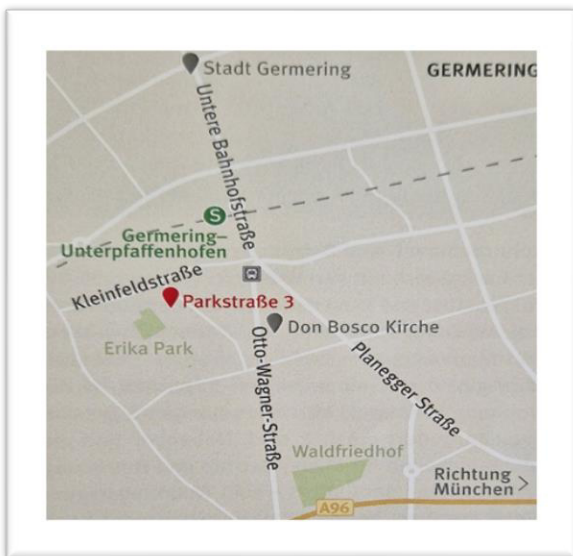 Stadt Germering
GERMERING
Untere Bahnhofstraße
S
Germering–
Unterpfaffenhofen
Kleinfeldstraße
Parkstraße 3
Erika Park
Don Bosco Kirche
Otto-Wagner-Straße
Planegger Straße
Waldfriedhof
Richtung
München >
A96